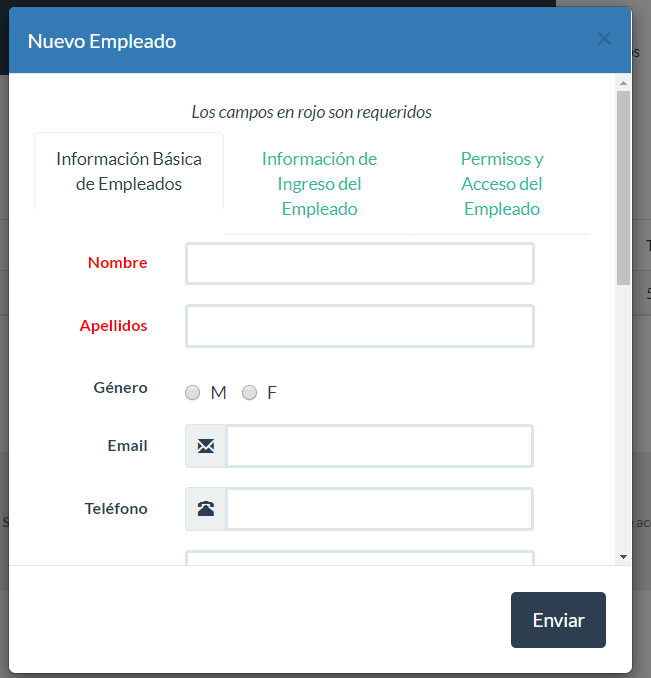 Nuevo Empleado
×
Los campos en rojo son requeridos
Información Básica
de Empleados
Información de
Ingreso del
Empleado
Permisos y
Acceso del
Empleado
Nombre
Apellidos
Género
M F
Email
Teléfono
Enviar